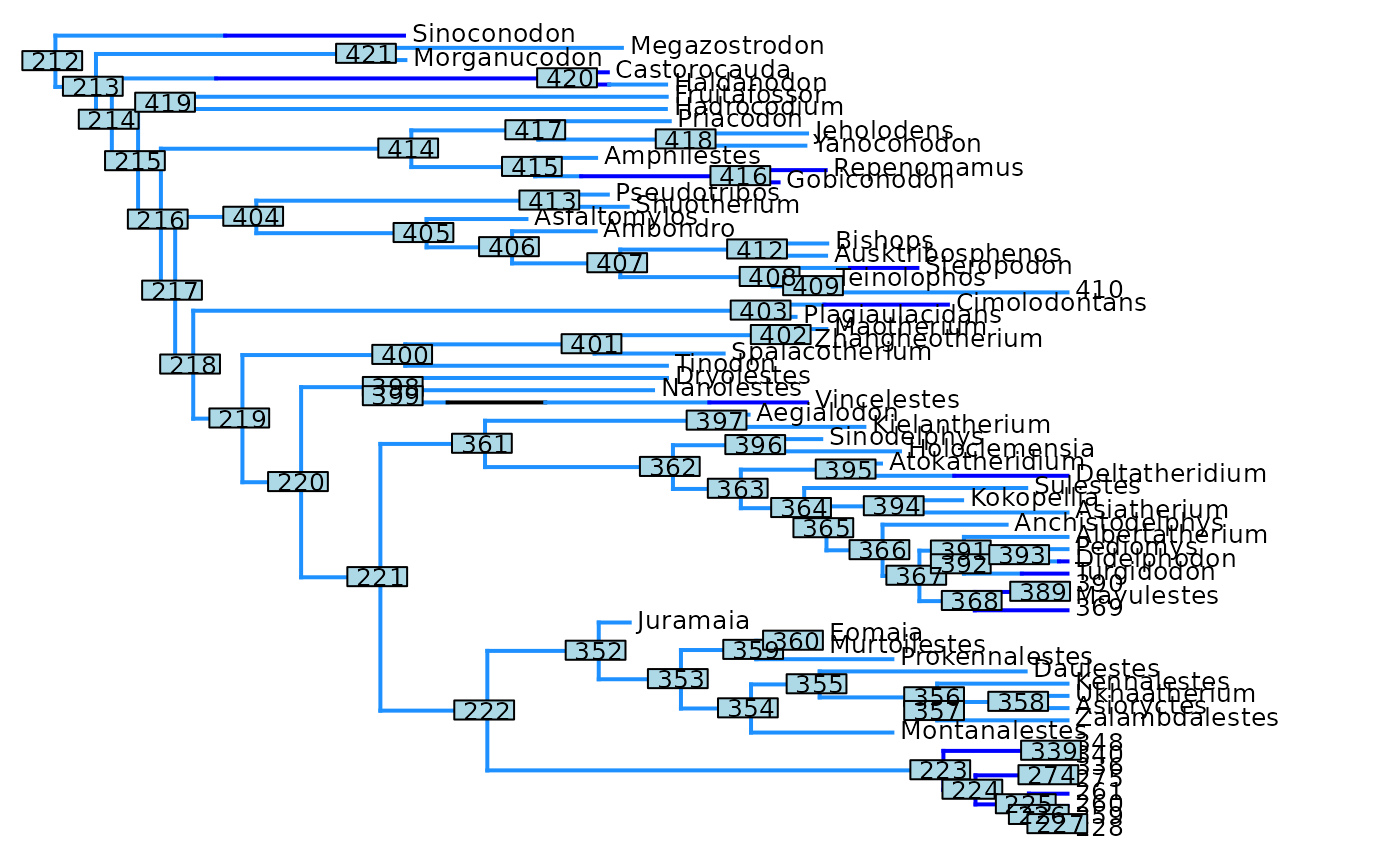 Sinoconodon
212
421
Megazostrodon
Morganucodon
213
420
Castorocauda
Haldanodon
419
Fruitafossor
Hadrocodium
214
417
Priacodon
418
Jeholodens
Yanoconodon
414
215
415
Amphilestes
416
Repenomamus
Gobiconodon
413
Pseudotribos
Shuotherium
216
404
Asfaltomylos
405
Ambondro
406
412
Bishops
Ausktribosphenos
407
408
Steropodon
409
Teinolophos
410
217
403
Cimolodontans
Plagiaulacidans
402
Maotherium
Zhangheotherium
401
400
Spalacotherium
218
Tinodon
398
Dryolestes
399
Nanolestes
Vincelestes
219
397
Aegialodon
Kielantherium
361
396
Sinodelphys
Holoclemensia
362
395
Atokatheridium
Deltatheridium
220
363
Sulestes
364
394
Kokopellia
Asiatherium
365
Anchistodelphys
366
391
Albertatherium
393
Pediomys
392
Didelphodon
221
367
Turgidodon
390
389
Mayulestes
368
369
352
Juramaia
359
360
Eomaia
Murtoilestes
Prokennalestes
353
355
Daulestes
356
Kennalestes
358
Uknaatherium
Asioryctes
357
Zalambdalestes
222
354
Montanalestes
348
339
340
336
223
274
275
224
261
225
260
226
259
227
228